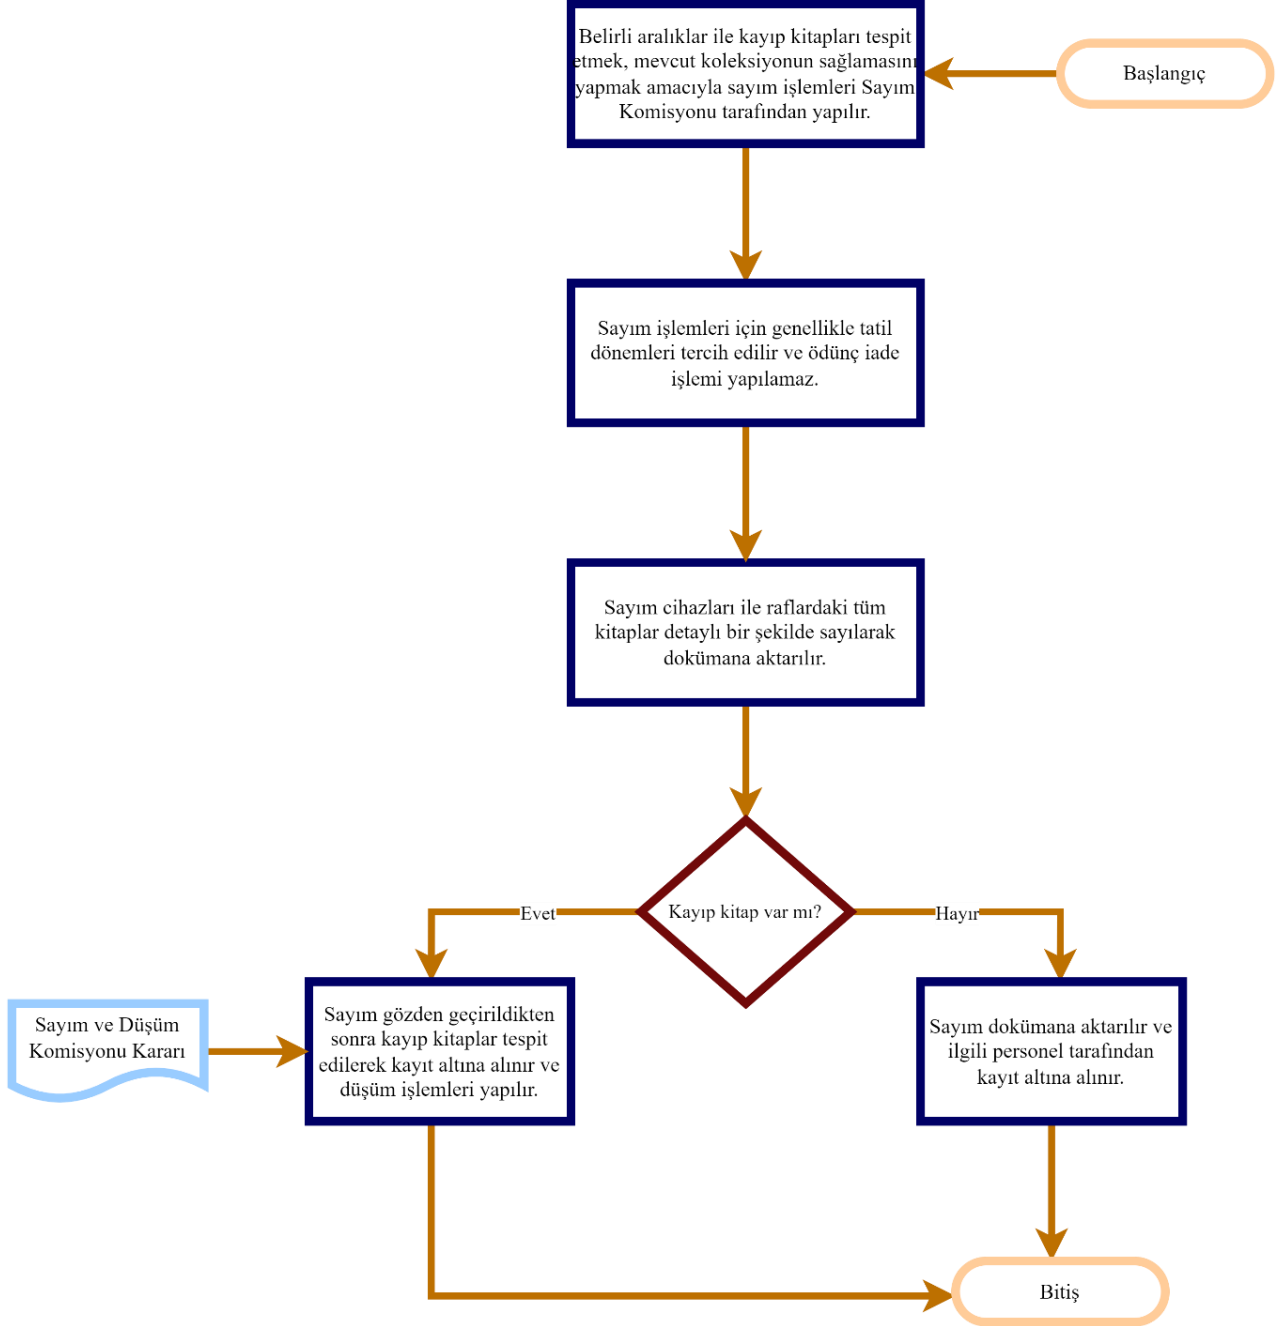 Başlangıç
Belirli aralıklar ile kayıp kitapları tespit
etmek, mevcut koleksiyonun sağlamasını
yapmak amacıyla sayım işlemleri Sayım
Komisyonu tarafından yapılır.
Sayım işlemleri için genellikle tatil
dönemleri tercih edilir ve ödünç iade
işlemi yapılamaz.
Sayım cihazları ile raflardaki tüm
kitaplar detaylı bir şekilde sayılarak
dokümana aktarılır.
Kayıp kitap var mı?
Evet
Hayır
Sayım ve Düşüm
Komisyonu Kararı
Sayım gözden geçirildikten
sonra kayıp kitaplar tespit
edilerek kayıt altına alınır ve
düşüm işlemleri yapılır.
Sayım dokümana aktarılır ve
ilgili personel tarafından
kayıt altına alınır.
Bitiş